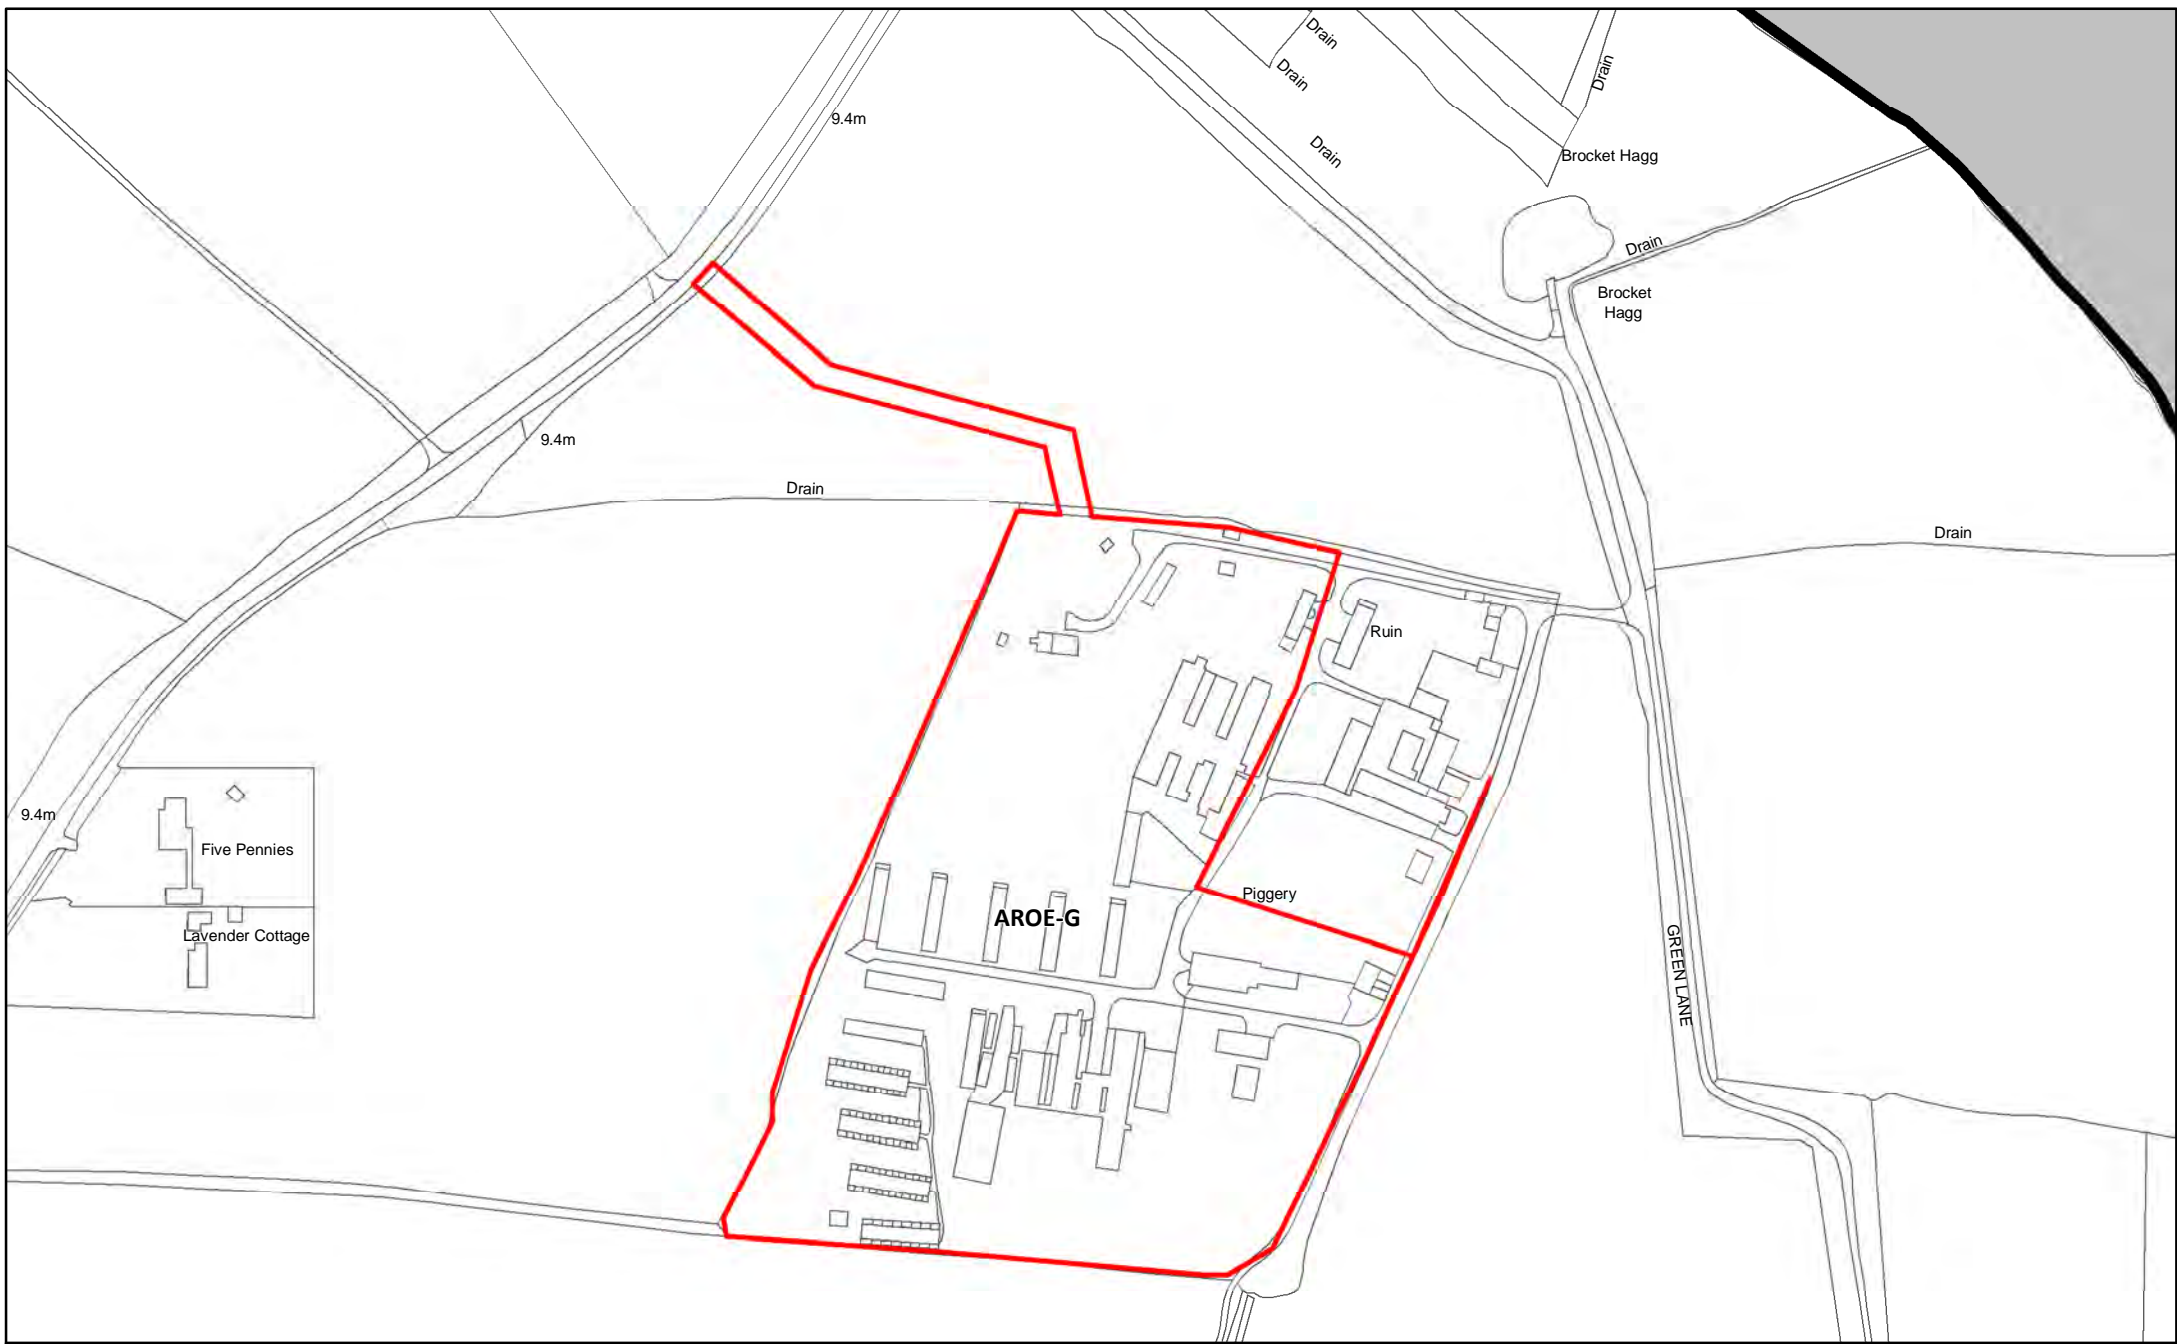 Drain
Drain
Drain
9.4m
Drain
Brocket Hagg
Drain
Brocket
Hagg
9.4m
Drain
Drain
Ruin
9.4m
Five Pennies
Piggery
AROE-G
Lavender Cottage
GREEN LANE